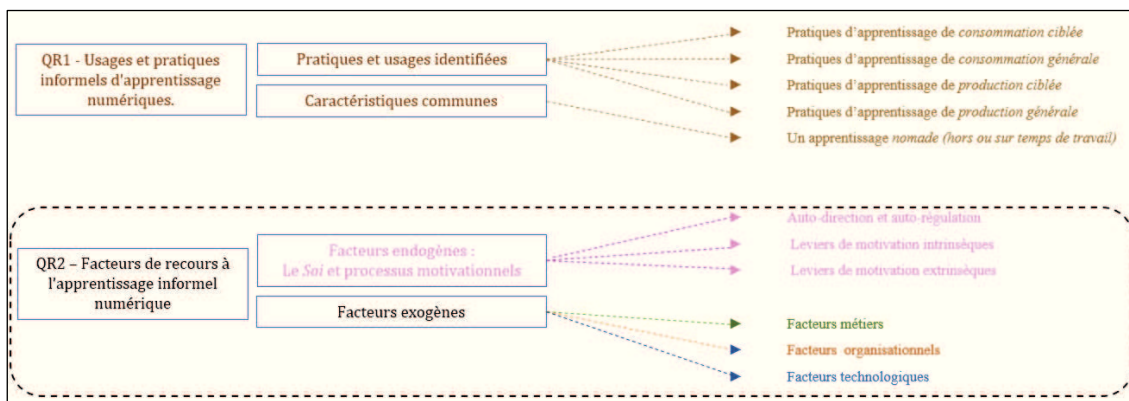 QR1 - Usages et pratiques
informels d'apprentissage
numériques.
Pratiques et usages identifiées
Caractéristiques communes
Pratiques d'apprentissage de consommation ciblée
Pratiques d'apprentissage de consommation générale
Pratiques d'apprentissage de production ciblée
Pratiques d'apprentissage de production générale
Un apprentissage nomade (hors ou sur temps de travail)
QR2 – Facteurs de recours à
l'apprentissage informel
numérique
Facteurs endogènes :
Le Soi et processus motivationnels
Facteurs exogènes
Auto-direction et auto-régulation
Leviers de motivation intrinsèques
Leviers de motivation extrinsèques
Facteurs métiers
Facteurs organisationnels
Facteurs technologiques